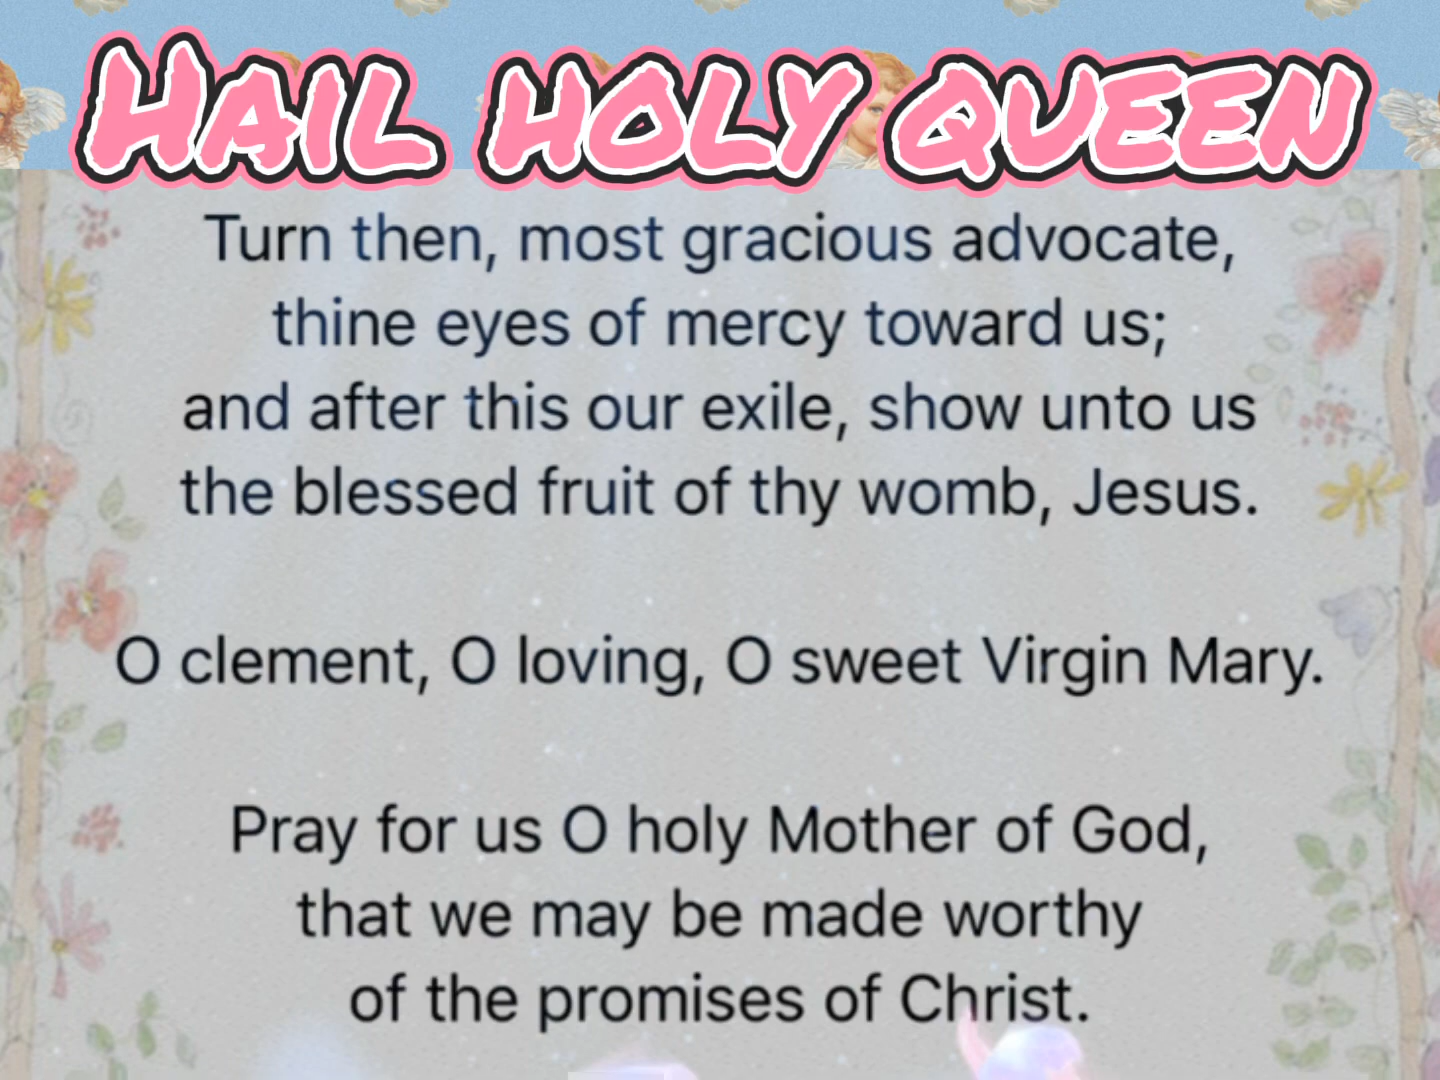 HAIL HOLY QUEEN
Turn then, most gracious advocate,
thine eyes of mercy toward us;
and after this our exile, show unto us
the blessed fruit of thy womb, Jesus.
O clement, O loving, O sweet Virgin Mary.
Pray for us O holy Mother of God,
that we may be made worthy
of the promises of Christ.